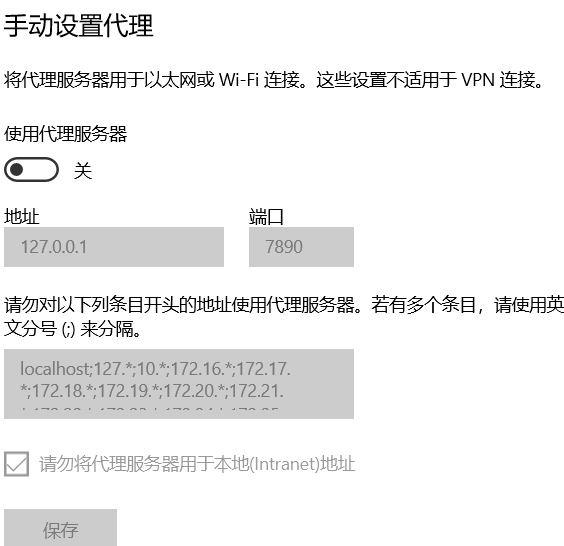 手动设置代理
将代理服务器用于以太网或 Wi-Fi 连接。这些设置不适用于 VPN 连接。
使用代理服务器
关
地址 端口
127.0.0.1 7890
请勿对以下列条目开头的地址使用代理服务器。若有多个条目，请使用英
文分号 (;) 来分隔。
localhost;127.*;10.*;172.16.*;172.17.
*;172.18.*;172.19.*;172.20.*;172.21.
请勿将代理服务器用于本地(Intranet)地址
保存